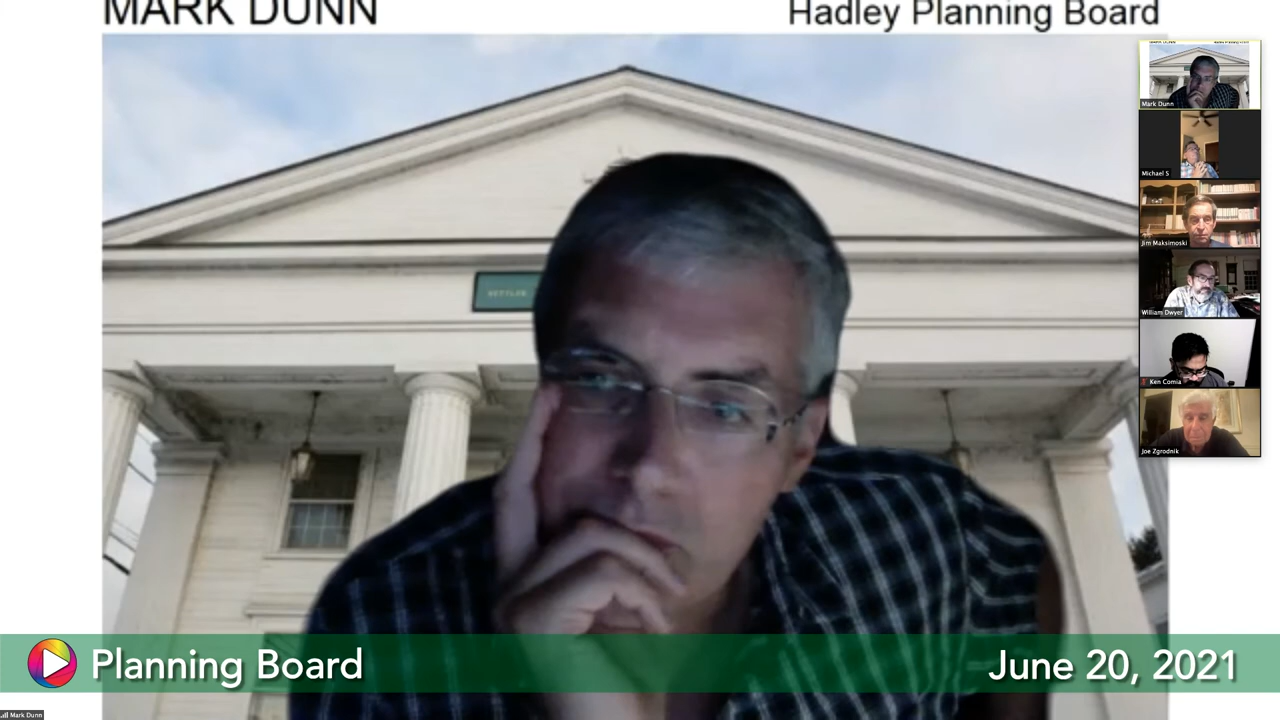 MARK DUNN
Hadley Planning Board
Mark Dunn
Michael S
Jim Maksimoski
William Dwyer
Ken Comia
Joe Zgrodnik
Planning Board
June 20, 2021
Mark Dunn